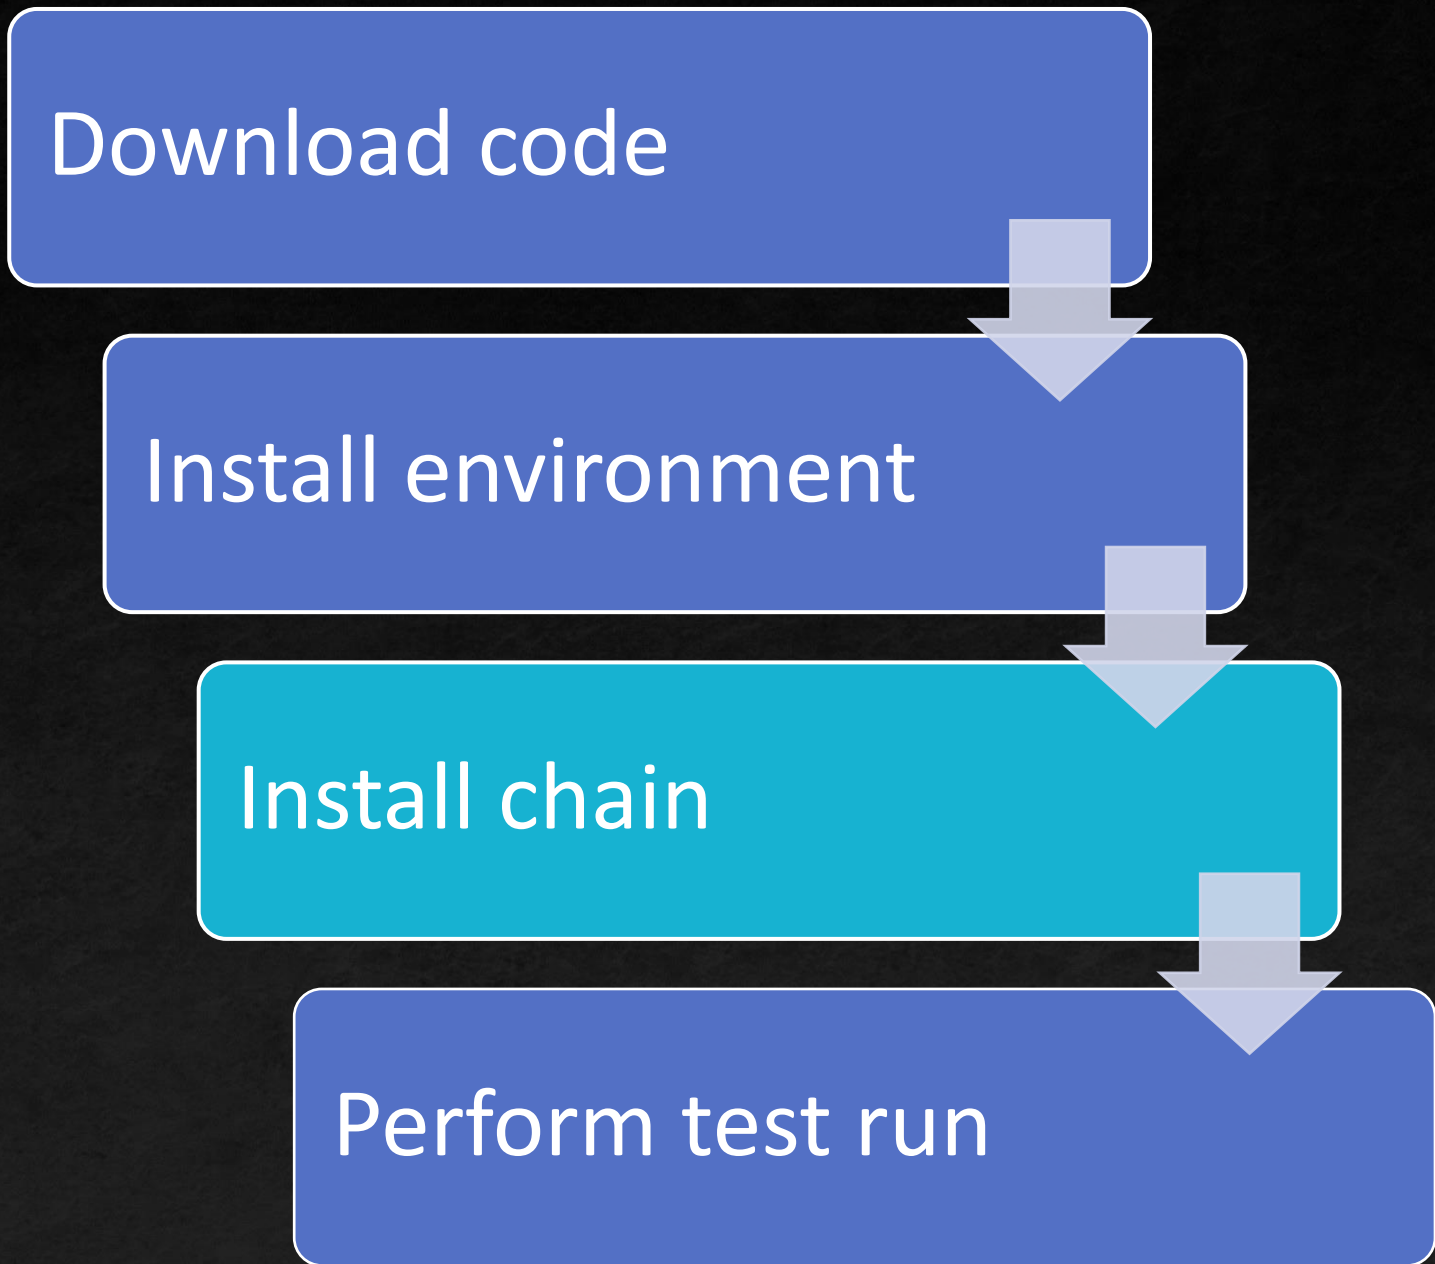 Download code
Install environment
Install chain
Perform test run